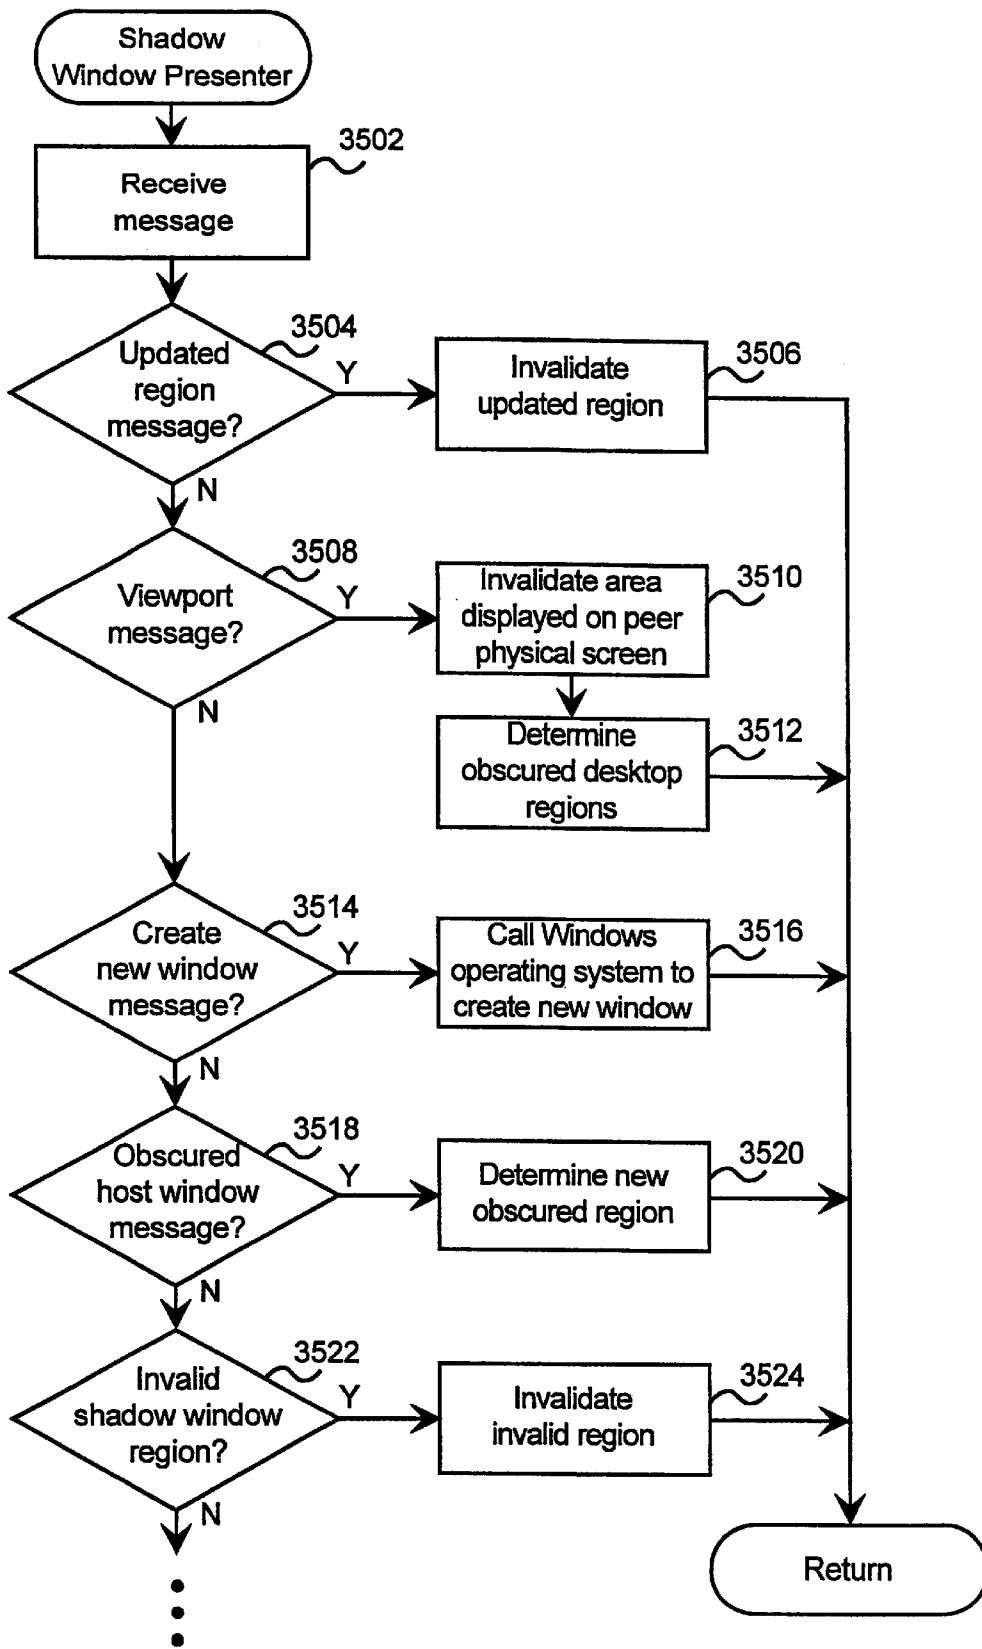 Shadow
Window Presenter
3502
Receive
message
3504
Updated
region
message?
Y
N
3506
Invalidate
updated region
3508
Viewport
message?
Y
N
3510
Invalidate area
displayed on peer
physical screen
3512
Determine
obscured desktop
regions
3514
Create
new window
message?
Y
N
3516
Call Windows
operating system to
create new window
3518
Obscured
host window
message?
Y
N
3520
Determine new
obscured region
3522
Invalid
shadow window
region?
Y
N
3524
Invalidate
invalid region
Return